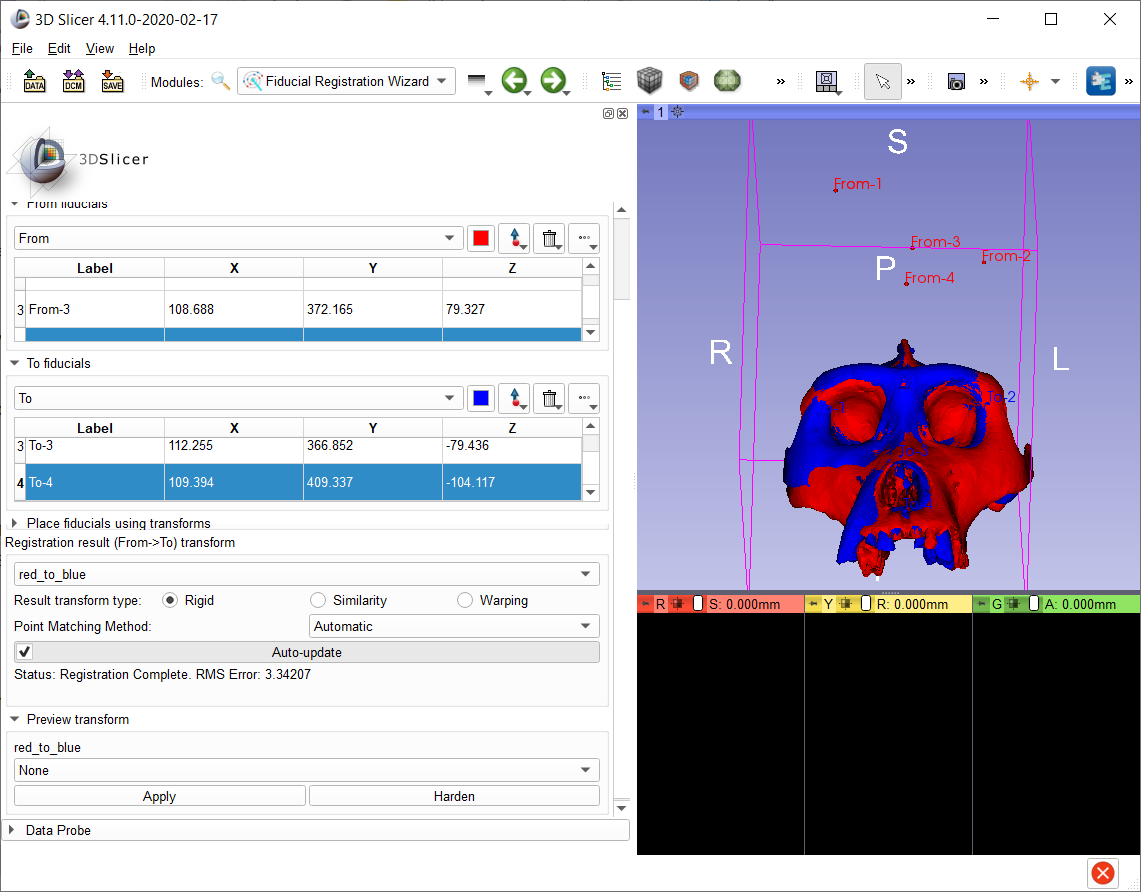 3D Slicer 4.11.0-2020-02-17
File Edit View Help
DATA DCM SAVE Modules: Fiducial Registration Wizard
3DSlicer
From fiducials
From
Label X Y Z
3 From-3 108.688 372.165 79.327
To fiducials
To
Label X Y Z
3 To-3 112.255 366.852 -79.436
4 To-4 109.394 409.337 -104.117
Place fiducials using transforms
Registration result (From->To) transform
red_to_blue
Result transform type: Rigid Similarity Warping
Point Matching Method: Automatic
Auto-update
Status: Registration Complete. RMS Error: 3.34207
Preview transform
red_to_blue
None
Apply Harden
Data Probe
1
S
From-1
From-3
From-2
P
From-4
R
L
To-2
R S: 0.000mm Y R: 0.000mm G A: 0.000mm